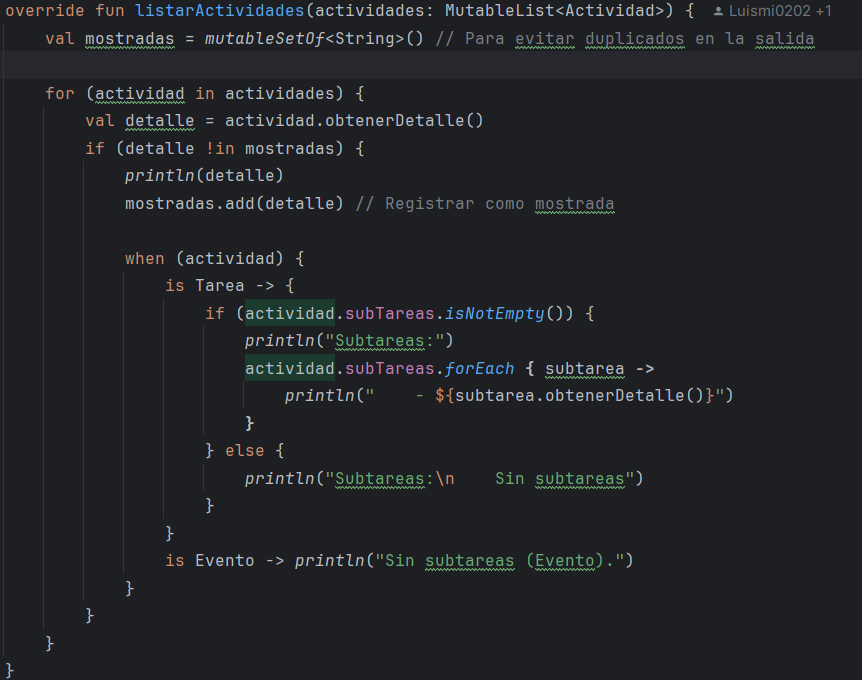 override fun listarActividades(actividades: MutableList<Actividad>) { Luismi0202 +1
    val mostradas = mutableSetOf<String>() // Para evitar duplicados en la salida
    for (actividad in actividades) {
        val detalle = actividad.obtenerDetalle()
        if (detalle !in mostradas) {
            println(detalle)
            mostradas.add(detalle) // Registrar como mostrada
            when (actividad) {
                is Tarea -> {
                    if (actividad.subTareas.isNotEmpty()) {
                        println("Subtareas:")
                        actividad.subTareas.forEach { subtarea ->
                            println("    - ${subtarea.obtenerDetalle()}")
                        }
                    } else {
                        println("Subtareas:\n    Sin subtareas")
                    }
                }
                is Evento -> println("Sin subtareas (Evento).")
            }
        }
    }
}